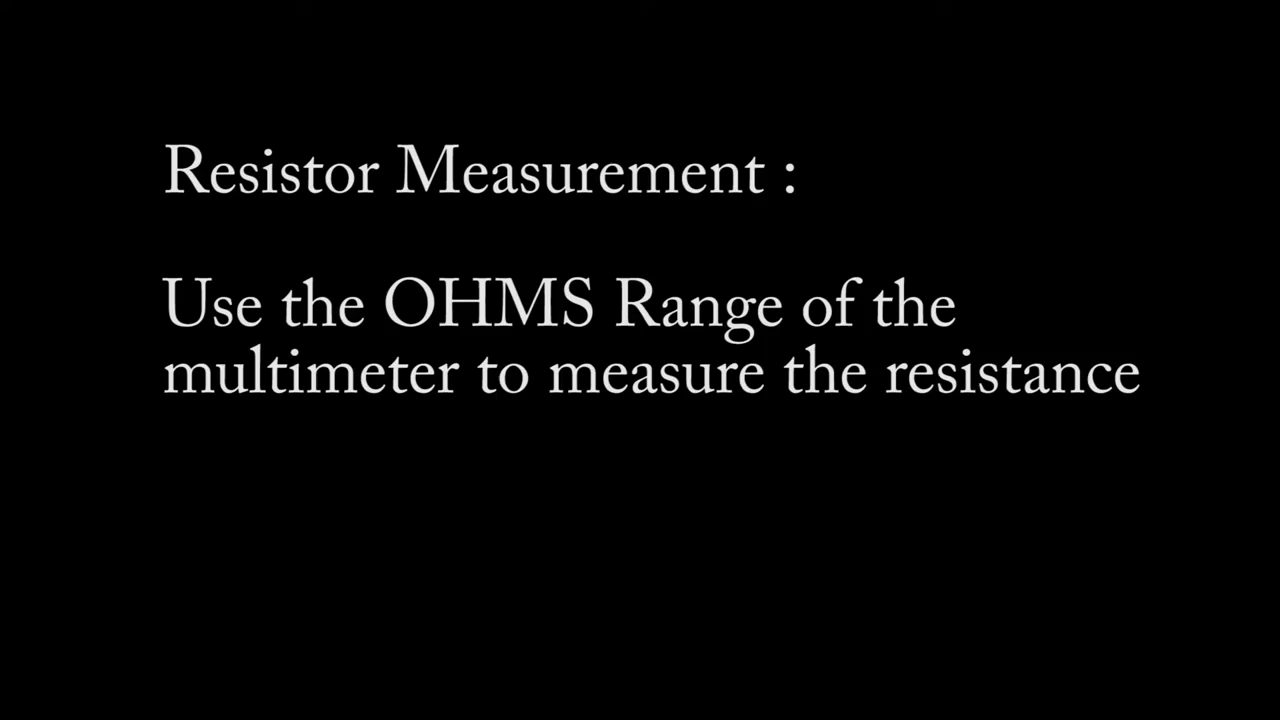 Resistor Measurement :
Use the OHMS Range of the
multimeter to measure the resistance